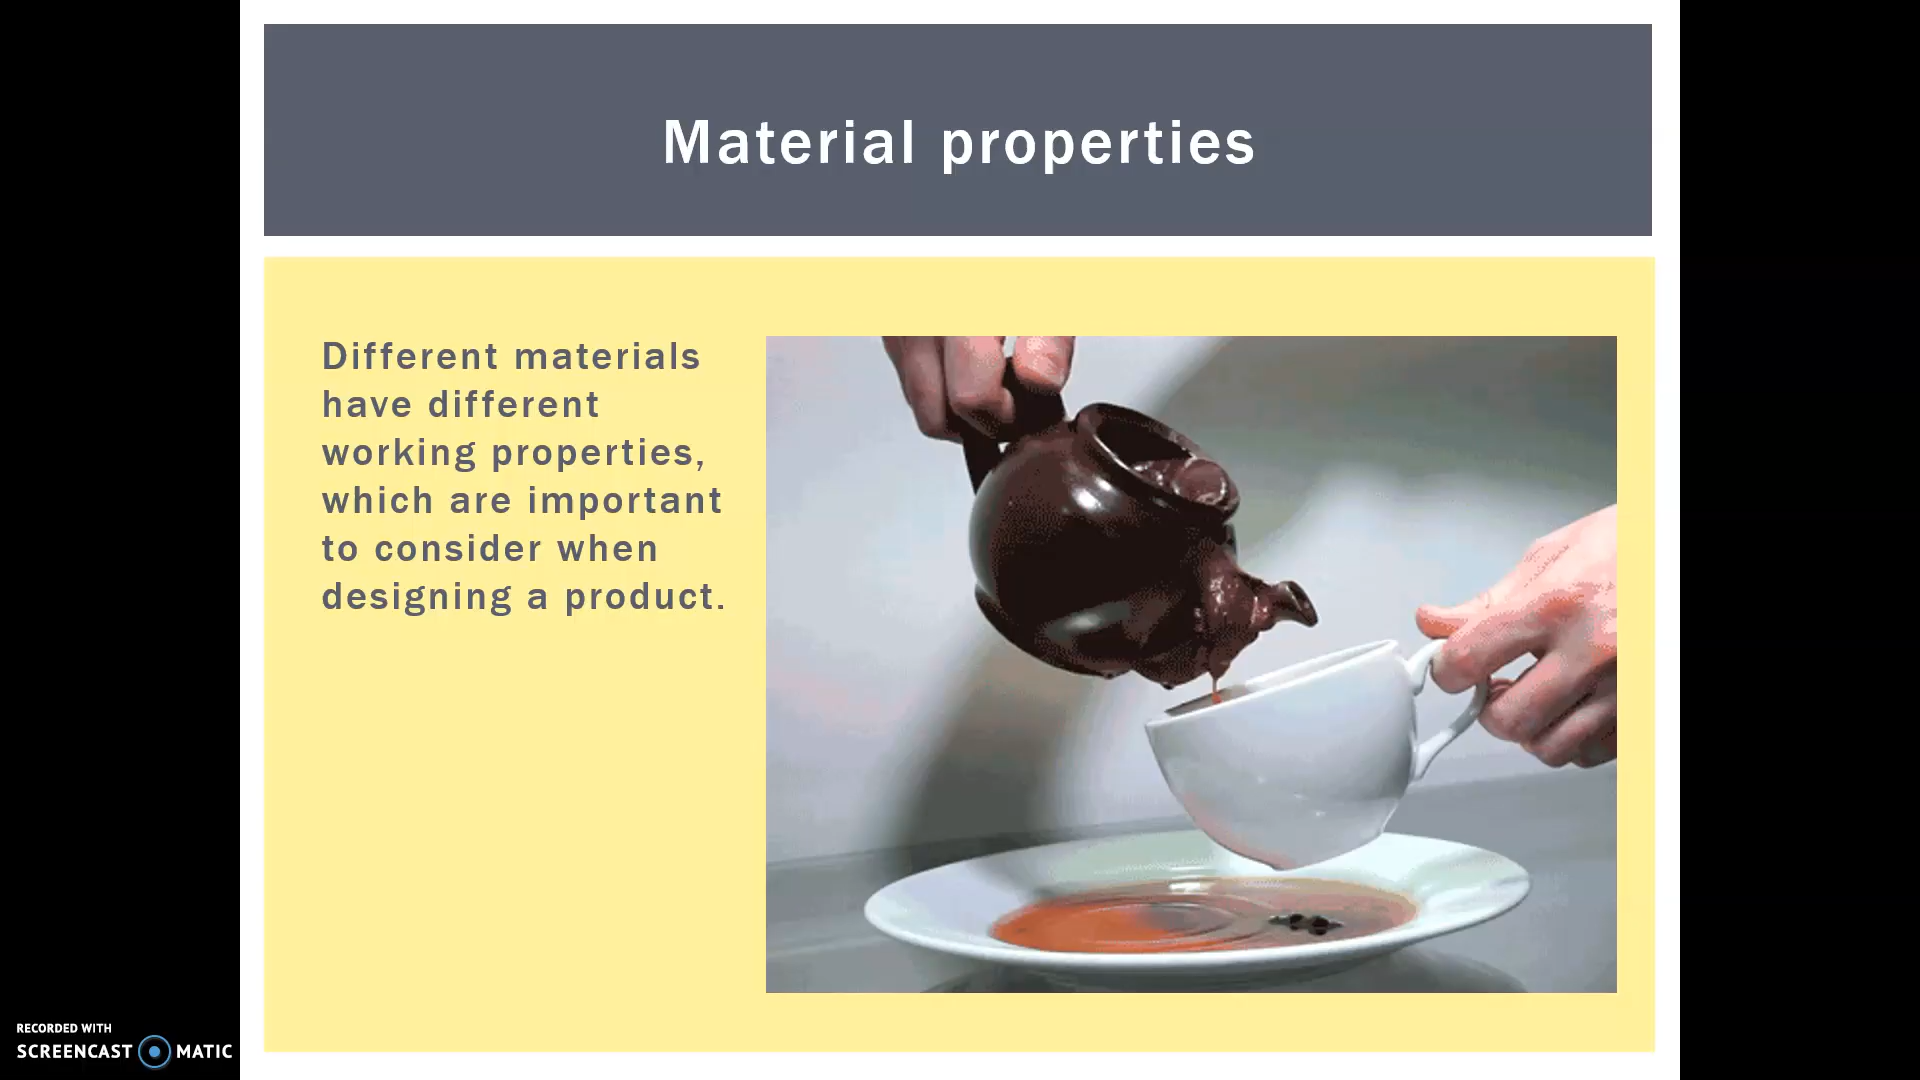 Material properties
Different materials
have different
working properties,
which are important
to consider when
designing a product.
RECORDED WITH
SCREENCAST MATIC